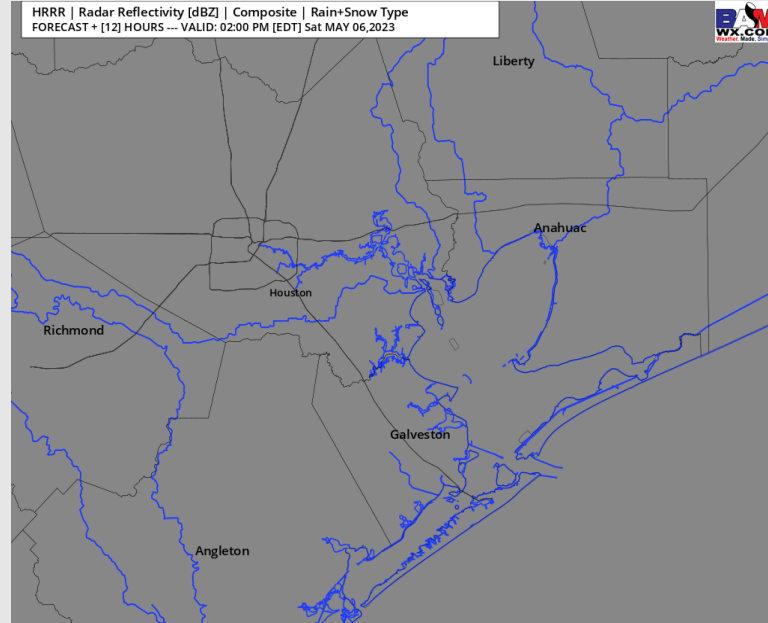 HRRR | Radar Reflectivity [dBZ] | Composite | Rain+Snow Type
FORECAST + [12] HOURS --- VALID: 02:00 PM [EDT] Sat MAY 06,2023
Liberty
Anahuac
Houston
Richmond
Galveston
Angleton